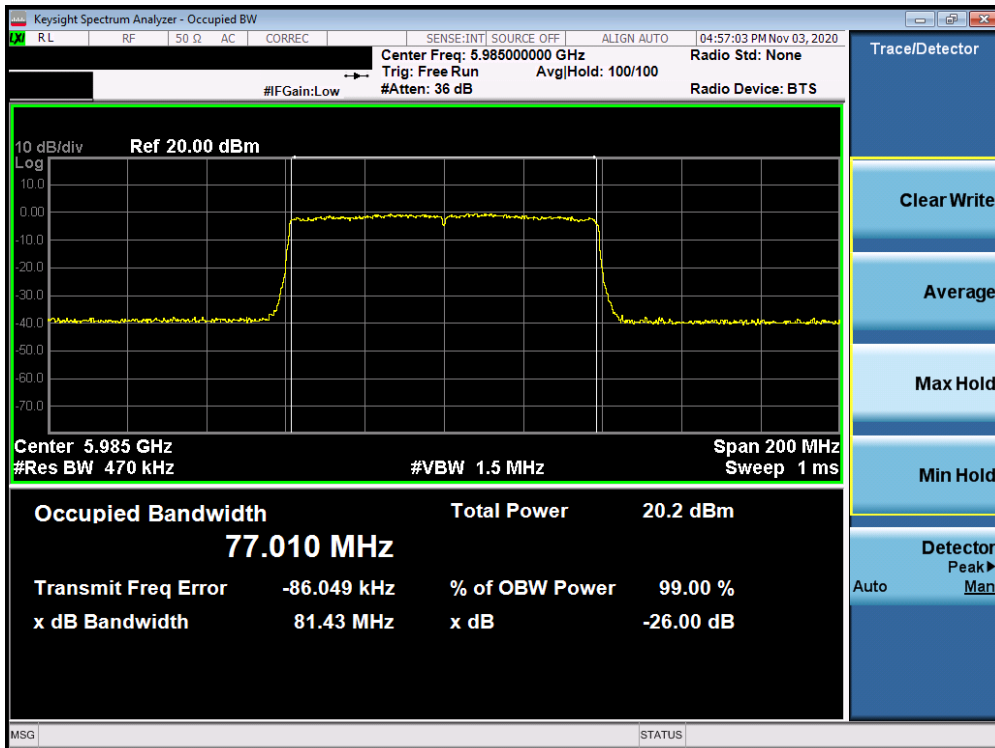 Keysight Spectrum Analyzer - Occupied BW
LXI RL RF 50 Ω AC CORREC SENSE:INT SOURCE OFF ALIGN AUTO 04:57:03 PM Nov 03, 2020
Center Freq: 5.985000000 GHz Radio Std: None
Trig: Free Run Avg|Hold: 100/100
#IFGain:Low #Atten: 36 dB Radio Device: BTS
10 dB/div Ref 20.00 dBm
Log
10.0
0.00
-10.0
-20.0
-30.0
-40.0
-50.0
-60.0
-70.0
Center 5.985 GHz Span 200 MHz
#Res BW 470 kHz #VBW 1.5 MHz Sweep 1 ms
Occupied Bandwidth Total Power 20.2 dBm
77.010 MHz
Transmit Freq Error -86.049 kHz % of OBW Power 99.00 %
x dB Bandwidth 81.43 MHz x dB -26.00 dB
MSG STATUS
Trace/Detector
Clear Write
Average
Max Hold
Min Hold
Detector
Peak▶
Auto Man